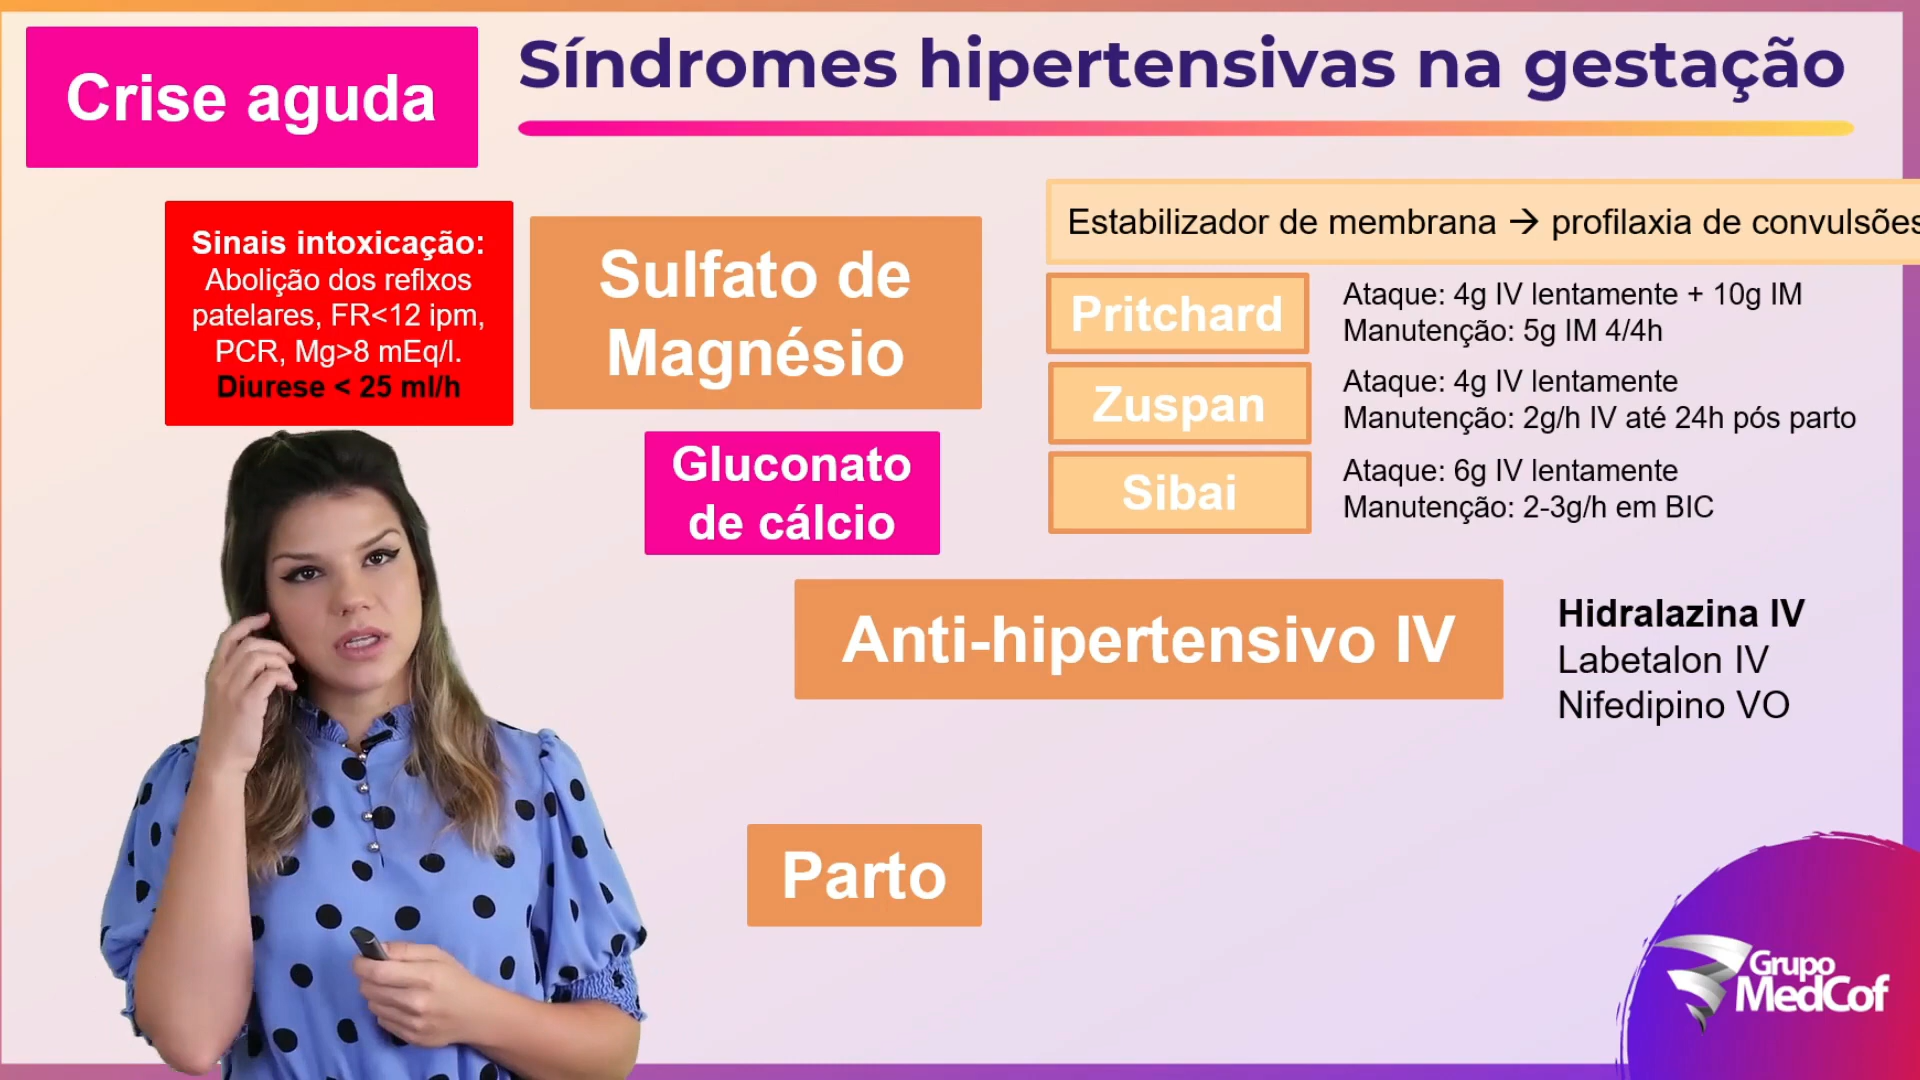 Crise aguda
Síndromes hipertensivas na gestação
Sinais intoxicação:
Abolição dos reflxos
patelares, FR<12 ipm,
PCR, Mg>8 mEq/l.
Diurese < 25 ml/h
Sulfato de
Magnésio
Estabilizador de membrana → profilaxia de convulsões
Pritchard
Ataque: 4g IV lentamente + 10g IM
Manutenção: 5g IM 4/4h
Zuspan
Ataque: 4g IV lentamente
Manutenção: 2g/h IV até 24h pós parto
Sibai
Ataque: 6g IV lentamente
Manutenção: 2-3g/h em BIC
Gluconato
de cálcio
Anti-hipertensivo IV
Hidralazina IV
Labetalon IV
Nifedipino VO
Parto
Grupo
MedCof